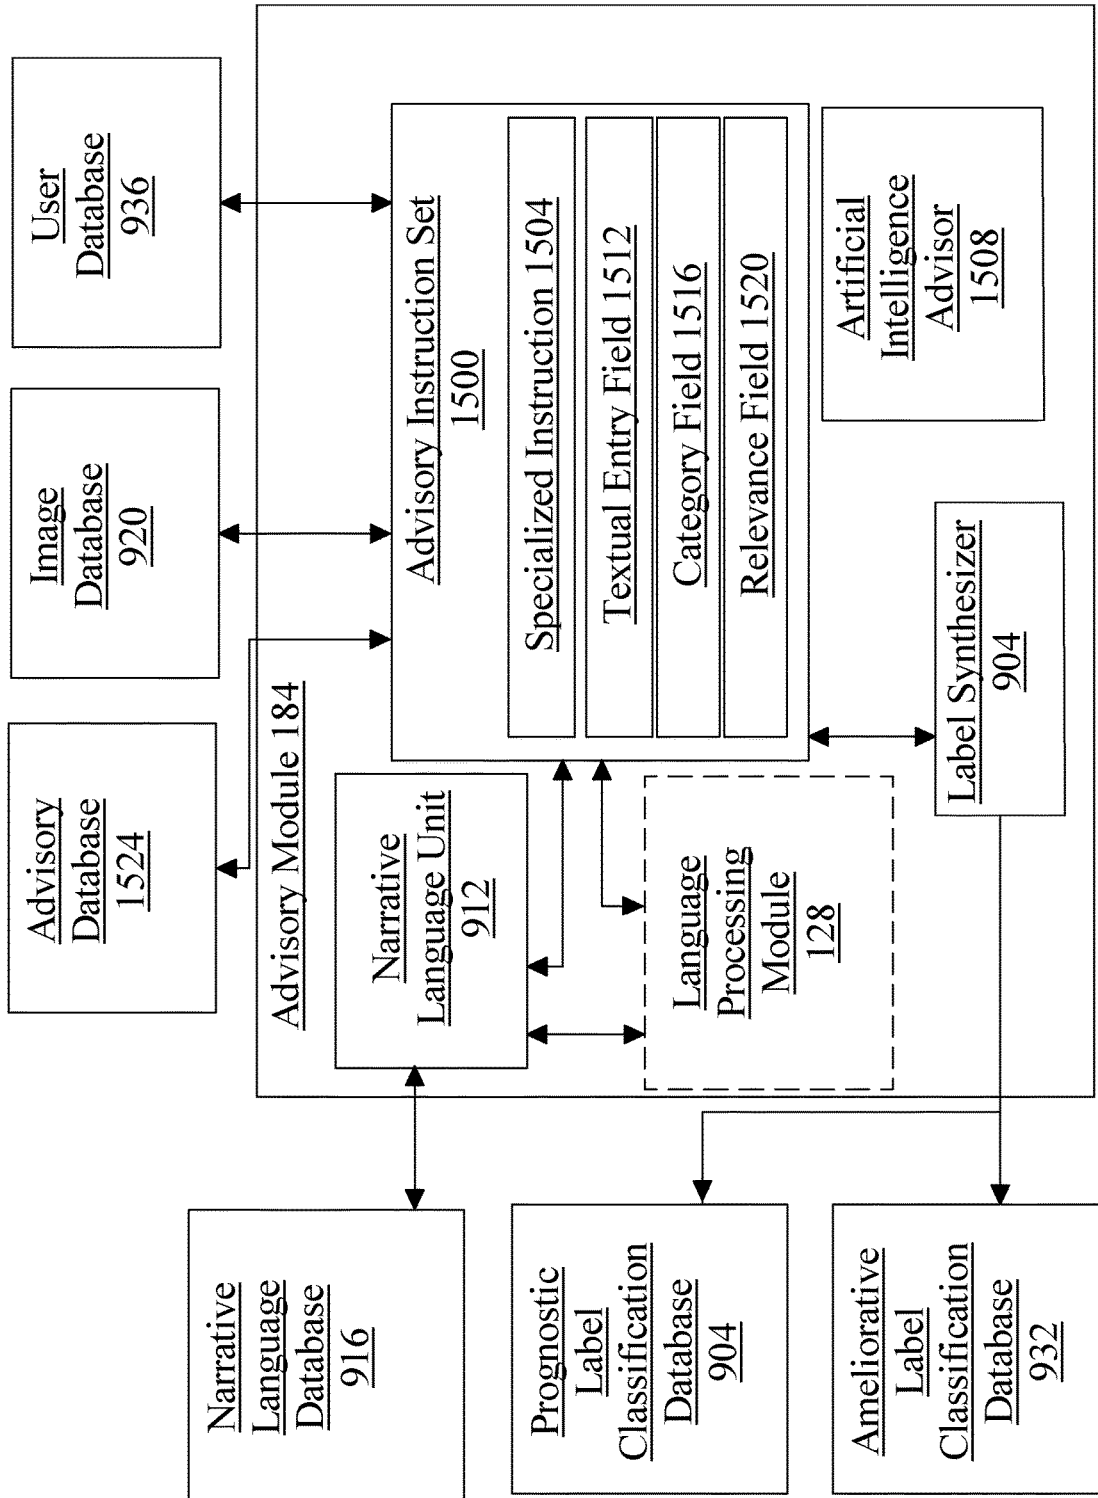 Advisory
Database
1524
Image
Database
920
User
Database
936
Advisory Module 184
Narrative
Language
Database
916
Narrative
Language Unit
912
Advisory Instruction Set
1500
Specialized Instruction 1504
Textual Entry Field 1512
Category Field 1516
Relevance Field 1520
Prognostic
Label
Classification
Database
904
Language
Processing
Module
128
Artificial
Intelligence
Advisor
1508
Ameliorative
Label
Classification
Database
932
Label Synthesizer
904